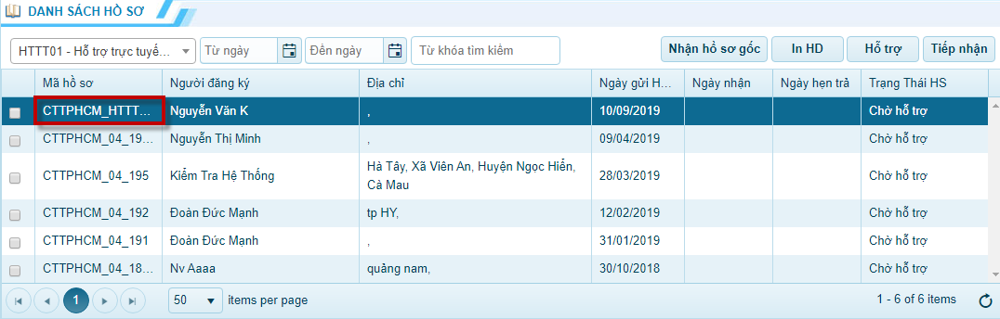 DANH SÁCH HỒ SƠ
HTTT01 - Hỗ trợ trực tuyế... Từ ngày Đến ngày Từ khóa tìm kiếm Nhận hồ sơ gốc In HD Hỗ trợ Tiếp nhận
Mã hồ sơ Người đăng ký Địa chỉ Ngày gửi H... Ngày nhận Ngày hẹn trả Trạng Thái HS
CTTPHCM_HTTT... Nguyễn Văn K , 10/09/2019 Chờ hỗ trợ
CTTPHCM_04_19... Nguyễn Thị Minh , 09/04/2019 Chờ hỗ trợ
CTTPHCM_04_195 Kiểm Tra Hệ Thống Hà Tây, Xã Viên An, Huyện Ngọc Hiển, 28/03/2019 Chờ hỗ trợ
Cà Mau
CTTPHCM_04_192 Đoàn Đức Mạnh tp HY, 12/02/2019 Chờ hỗ trợ
CTTPHCM_04_191 Đoàn Đức Mạnh , 31/01/2019 Chờ hỗ trợ
CTTPHCM_04_18... Nv Aaaa quảng nam, 30/10/2018 Chờ hỗ trợ
1 50 items per page 1 - 6 of 6 items